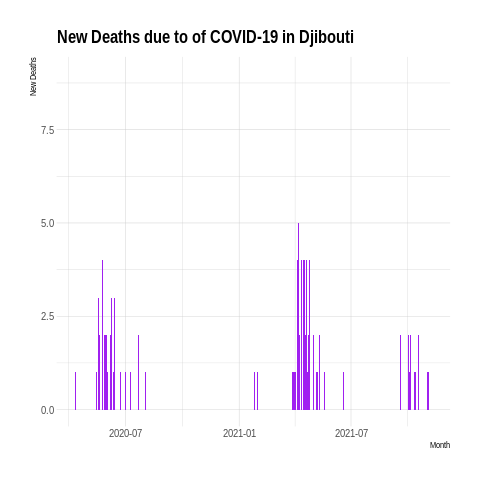 New Deaths due to of COVID-19 in Djibouti
New Deaths
7.5
5.0
2.5
0.0
2020-07
2021-01
2021-07
Month